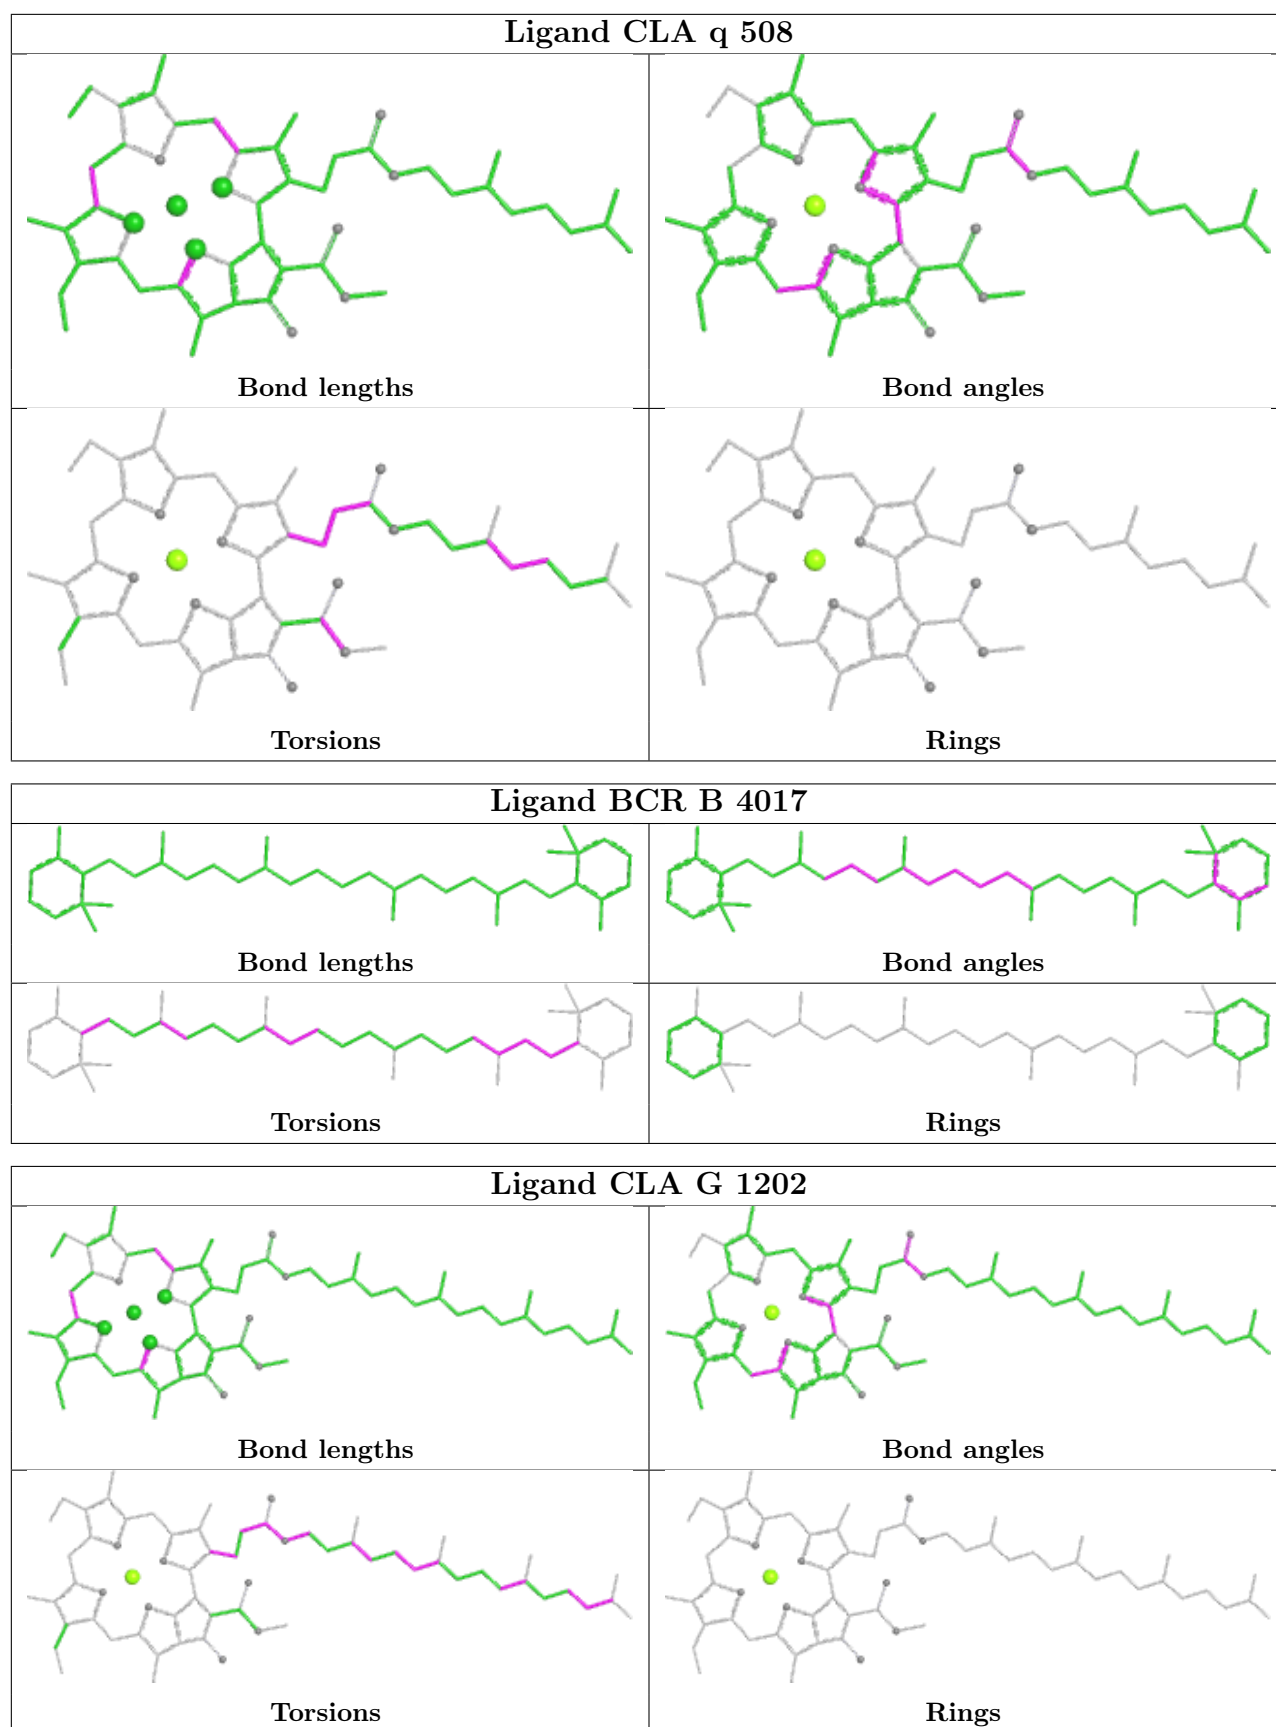 Ligand CLA q 508
Bond lengths
Bond angles
Torsions
Rings
Ligand BCR B 4017
Bond lengths
Bond angles
Torsions
Rings
Ligand CLA G 1202
Bond lengths
Bond angles
Torsions
Rings